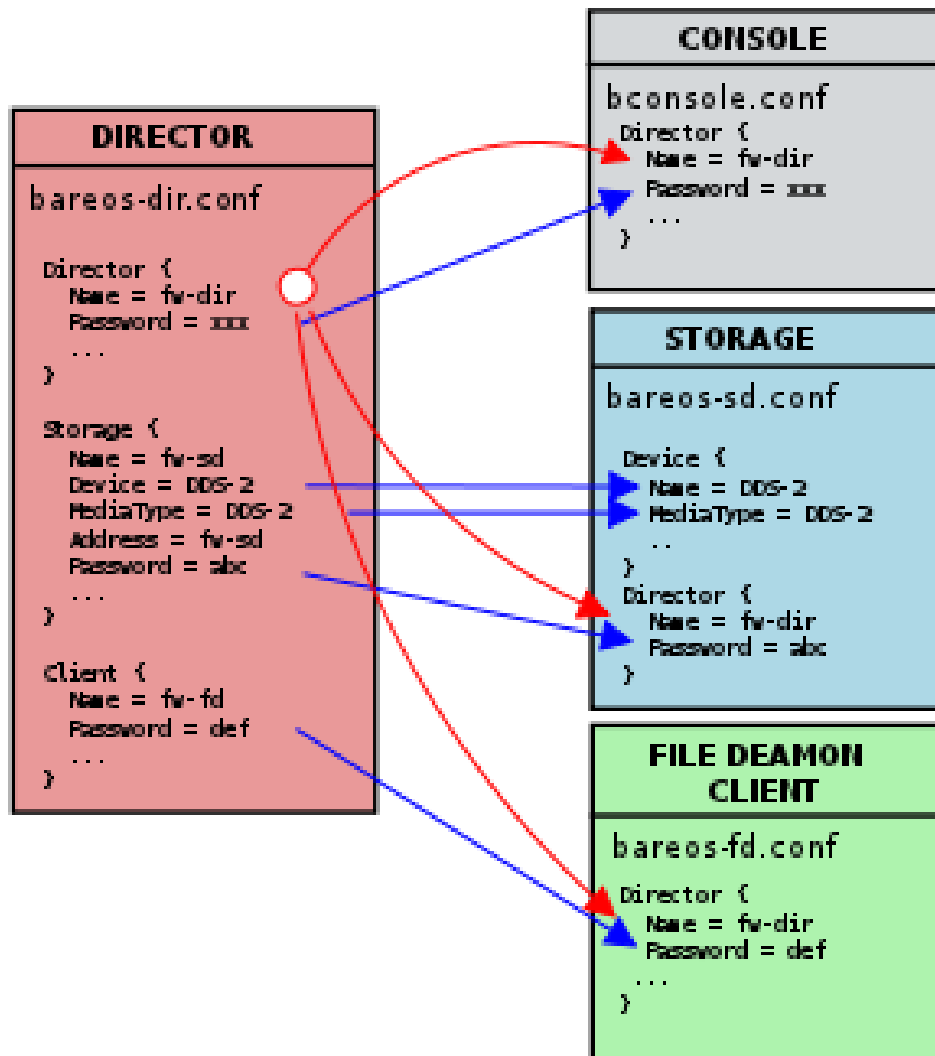 DIRECTOR
bareos-dir.conf
Director {
Name = fw-dir
Password = xxx
...
}
Storage {
Name = fw-sd
Device = DDS-2
MediaType = DDS-2
Address = fw-sd
Password = abc
...
}
Client {
Name = fw-fd
Password = def
...
}
CONSOLE
bconsole.conf
Director {
Name = fw-dir
Password = xxx
...
}
STORAGE
bareos-sd.conf
Device {
Name = DDS-2
MediaType = DDS-2
..
}
Director {
Name = fw-dir
Password = abc
}
FILE DEAMON
CLIENT
bareos-fd.conf
Director {
Name = fw-dir
Password = def
...
}